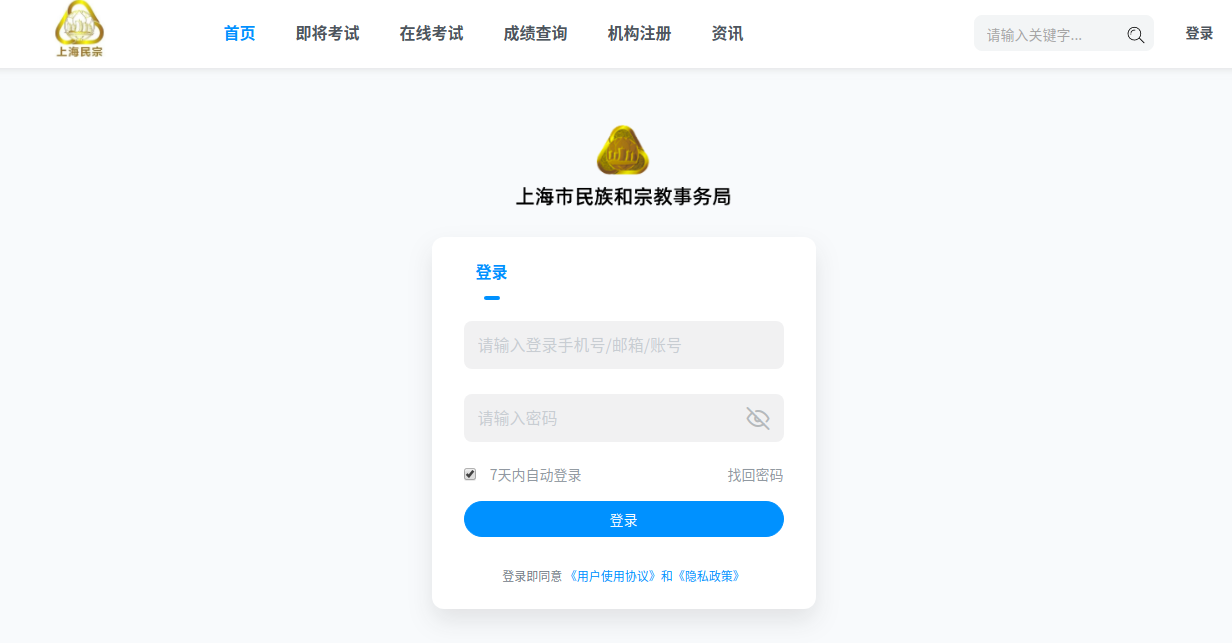 上海民宗
首页 即将考试 在线考试 成绩查询 机构注册 资讯 请输入关键字... 登录
上海市民族和宗教事务局
登录
请输入登录手机号/邮箱/账号
请输入密码
7天内自动登录 找回密码
登录
登录即同意《用户使用协议》和《隐私政策》